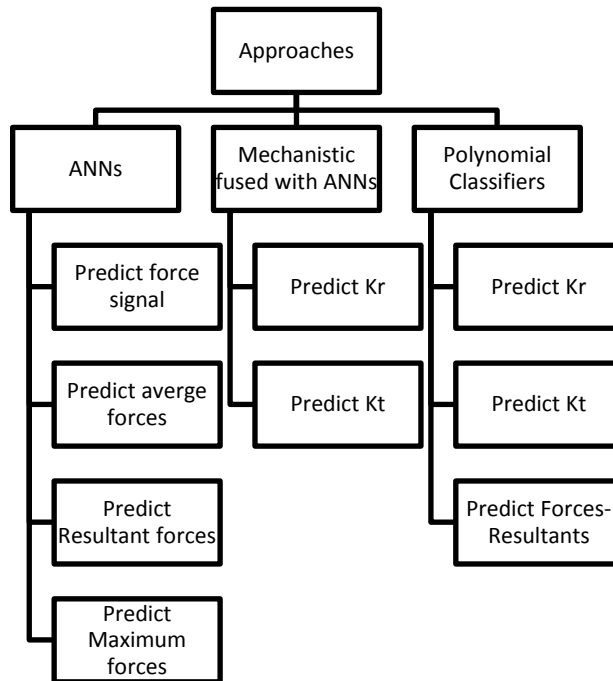 Approaches
ANNs
Mechanistic
fused with ANNs
Polynomial
Classifiers
Predict force
signal
Predict averge
forces
Predict
Resultant forces
Predict
Maximum
forces
Predict Kr
Predict Kt
Predict Kr
Predict Kt
Predict Forces-
Resultants